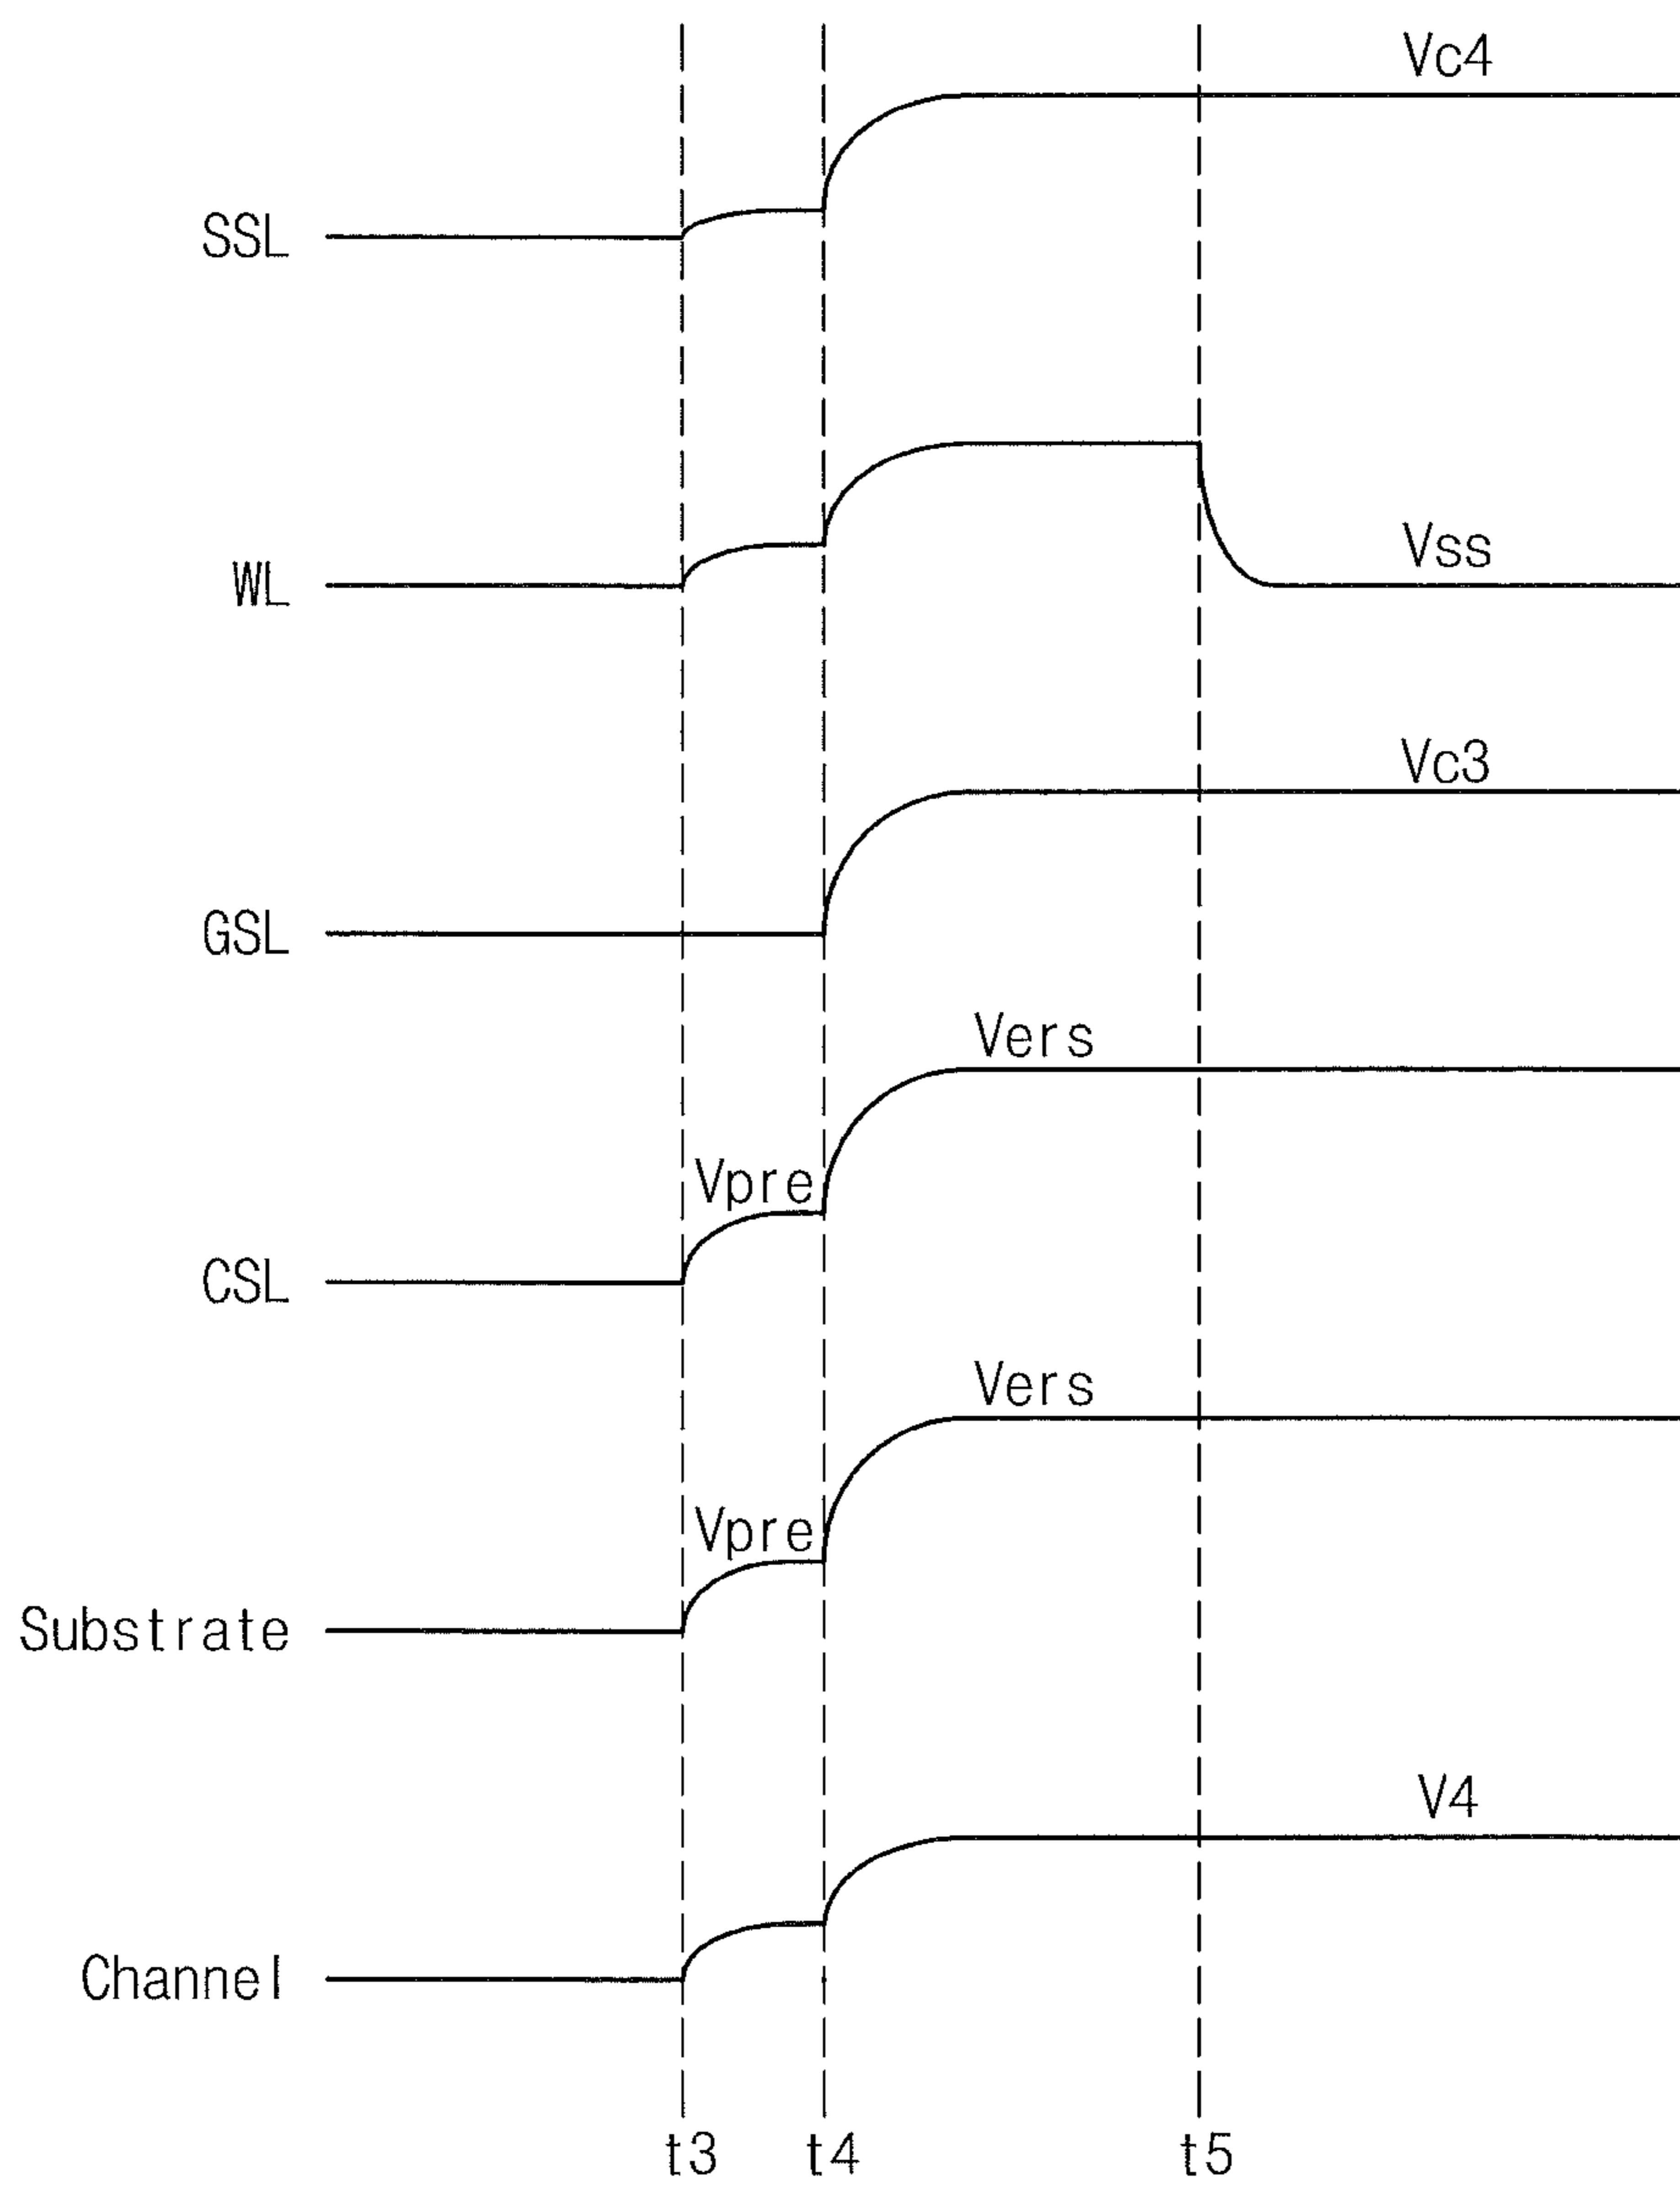 Vc4
SSL
WL
Vss
Vc3
GSL
Vers
Vpre
CSL
Vers
Vpre
Substrate
V4
Channel
t3 t4 t5